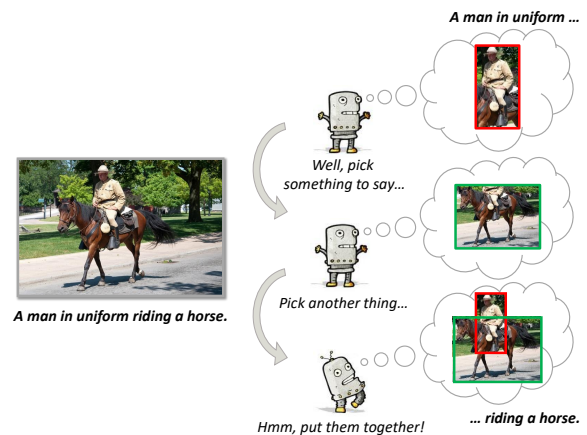 A man in uniform ...
Well, pick
something to say...
A man in uniform riding a horse.
Pick another thing...
Hmm, put them together!
... riding a horse.